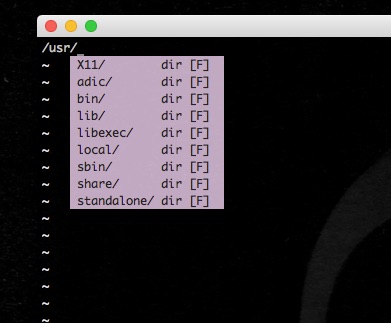 /usr/_
~ X11/ dir [F]
~ adic/ dir [F]
~ bin/ dir [F]
~ lib/ dir [F]
~ libexec/ dir [F]
~ local/ dir [F]
~ sbin/ dir [F]
~ share/ dir [F]
~ standalone/ dir [F]
~
~
~
~
~
~
~